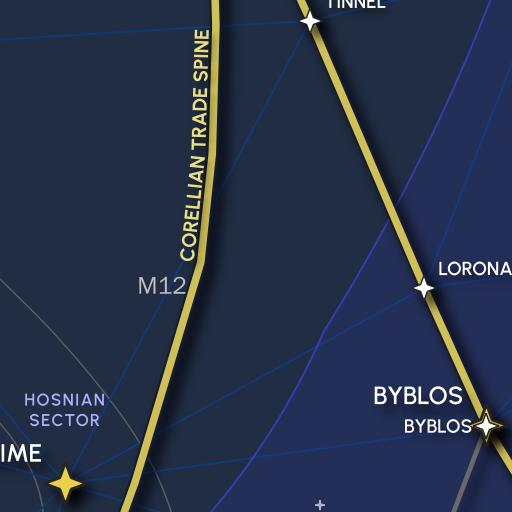 TINNEL
CORELLIAN TRADE SPINE
LORONA
M12
HOSNIAN
SECTOR
BYBLOS
BYBLOS
IME